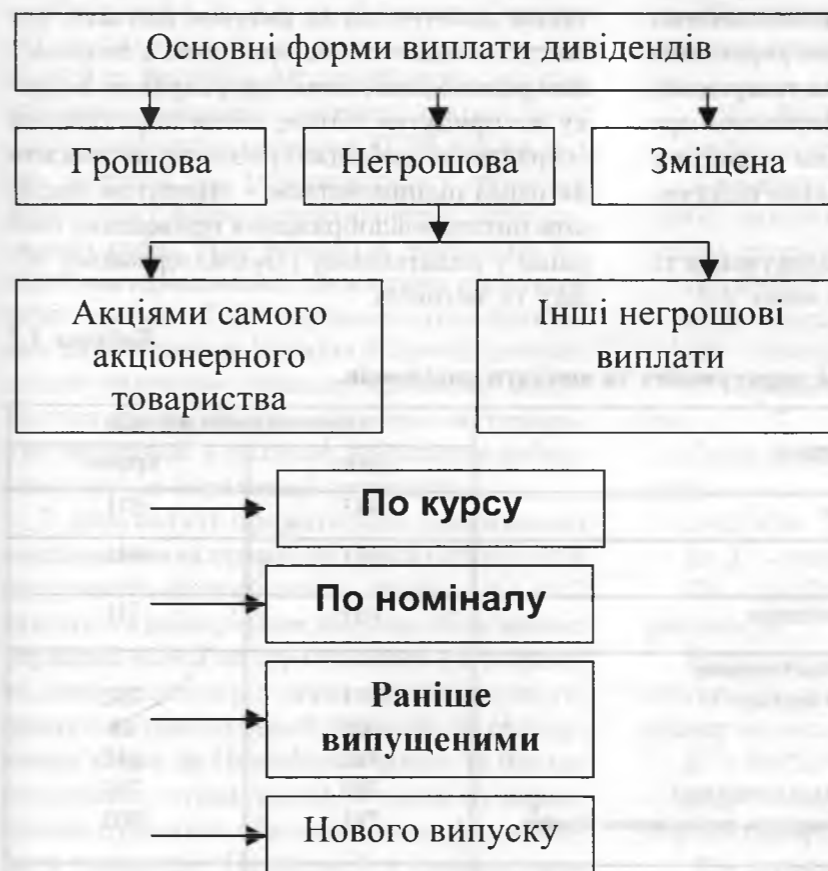 Основні форми виплати дивідендів
Грошова
Негрошова
Зміщена
Акціями самого
акціонерного
товариства
Інші негрошові
виплати
По курсу
По номіналу
Раніше
випущеними
Нового випуску